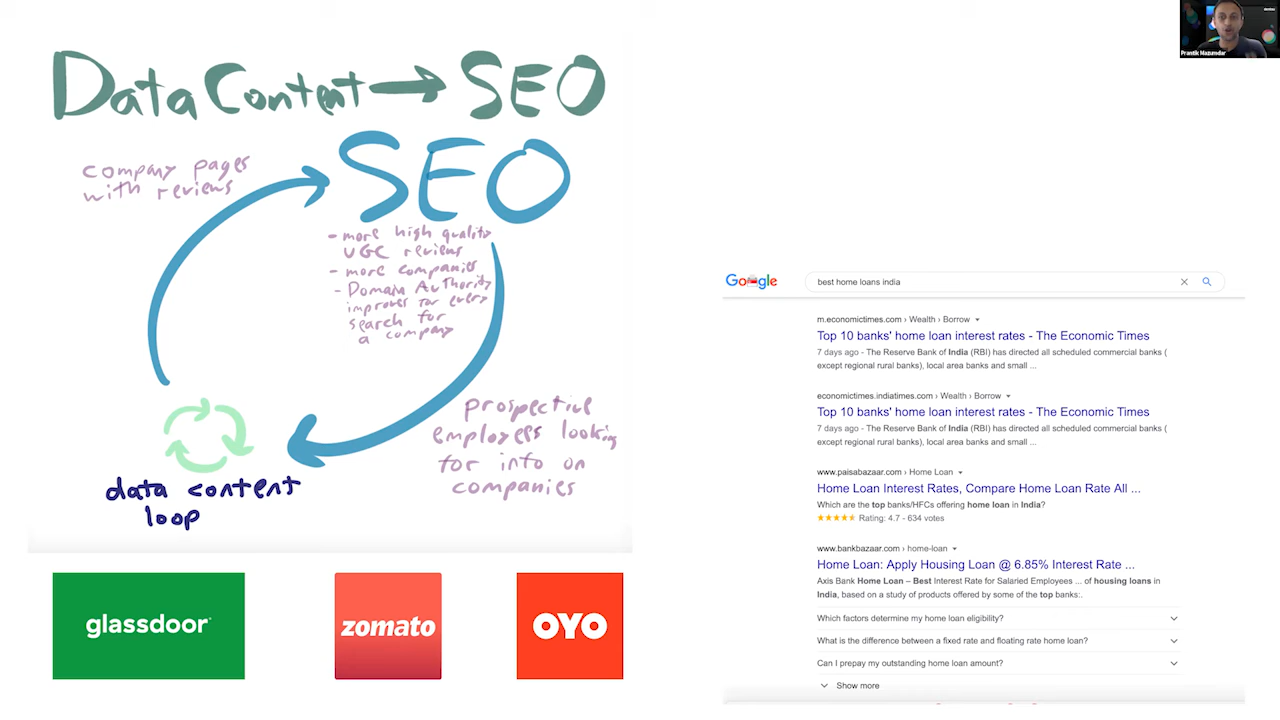 Data Content → SEO
company pages
with reviews
SEO
- more high quality
UGC reviews
- more companies
- Domain Authority
improves for every
search for
a company
prospective
employees looking
for info on
companies
data content
loop
glassdoor
zomato
OYO
Prantik Mazumdar
Google
best home loans india
m.economictimes.com › Wealth › Borrow
Top 10 banks' home loan interest rates - The Economic Times
7 days ago - The Reserve Bank of India (RBI) has directed all scheduled commercial banks (
except regional rural banks), local area banks and small ...
economictimes.indiatimes.com › Wealth › Borrow
Top 10 banks' home loan interest rates - The Economic Times
7 days ago - The Reserve Bank of India (RBI) has directed all scheduled commercial banks (
except regional rural banks), local area banks and small ...
www.paisabazaar.com › Home Loan
Home Loan Interest Rates, Compare Home Loan Rate All ...
Which are the top banks/HFCs offering home loan in India?
Rating: 4.7 - 634 votes
www.bankbazaar.com › home-loan
Home Loan: Apply Housing Loan @ 6.85% Interest Rate ...
Axis Bank Home Loan – Best Interest Rate for Salaried Employees ... of housing loans in
India, based on a study of products offered by some of the top banks:.
Which factors determine my home loan eligibility?
What is the difference between a fixed rate and floating rate home loan?
Can I prepay my outstanding home loan amount?
Show more